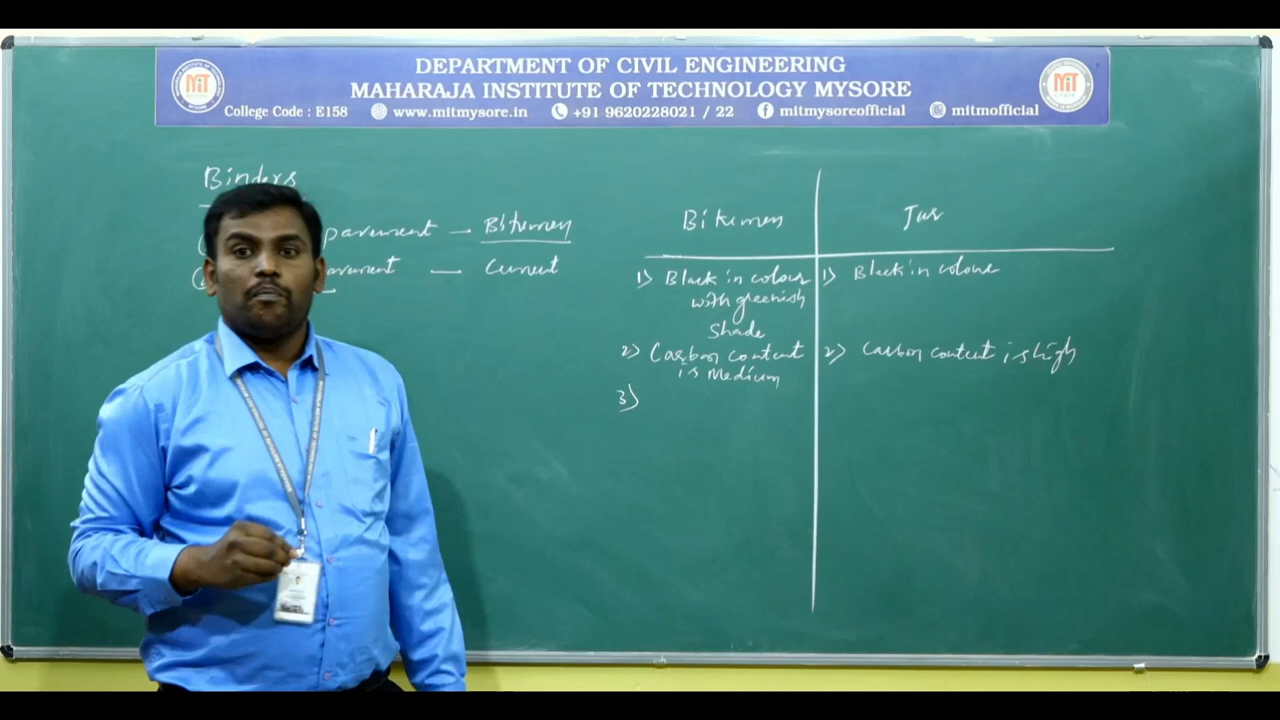 DEPARTMENT OF CIVIL ENGINEERING
MAHARAJA INSTITUTE OF TECHNOLOGY MYSORE
College Code : E158 www.mitmysore.in +91 9620228021 / 22 mitmysoreofficial mitmofficial
MIT
MIT
Binders
pavement — Bitumen
— Cement
Bitumen
Tar
1) Black in colour
with greenish
shade
1) Black in colour
2) Carbon content
is Medium
2) Carbon content is high
3)